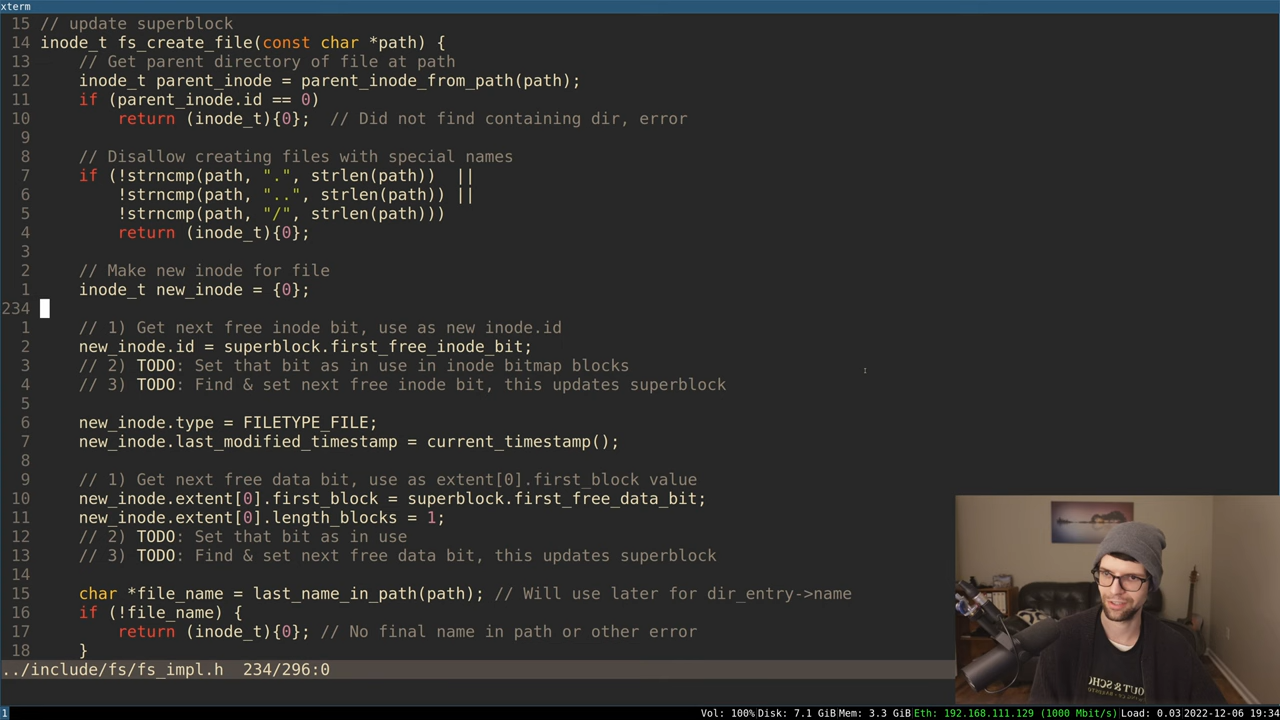 xterm
15 // update superblock
14 inode_t fs_create_file(const char *path) {
13     // Get parent directory of file at path
12     inode_t parent_inode = parent_inode_from_path(path);
11     if (parent_inode.id == 0)
10         return (inode_t){0};  // Did not find containing dir, error
9
8     // Disallow creating files with special names
7     if (!strncmp(path, ".", strlen(path))  ||
6         !strncmp(path, "..", strlen(path)) ||
5         !strncmp(path, "/", strlen(path)))
4         return (inode_t){0};
3
2     // Make new inode for file
1     inode_t new_inode = {0};
234
1     // 1) Get next free inode bit, use as new inode.id
2     new_inode.id = superblock.first_free_inode_bit;
3     // 2) TODO: Set that bit as in use in inode bitmap blocks
4     // 3) TODO: Find & set next free inode bit, this updates superblock
5
6     new_inode.type = FILETYPE_FILE;
7     new_inode.last_modified_timestamp = current_timestamp();
8
9     // 1) Get next free data bit, use as extent[0].first_block value
10     new_inode.extent[0].first_block = superblock.first_free_data_bit;
11     new_inode.extent[0].length_blocks = 1;
12     // 2) TODO: Set that bit as in use
13     // 3) TODO: Find & set next free data bit, this updates superblock
14
15     char *file_name = last_name_in_path(path); // Will use later for dir_entry->name
16     if (!file_name) {
17         return (inode_t){0}; // No final name in path or other error
18     }
../include/fs/fs_impl.h  234/296:0
1 Vol: 100% Disk: 7.1 GiB Mem: 3.3 GiB Eth: 192.168.111.129 (1000 Mbit/s) Load: 0.03 2022-12-06 19:34